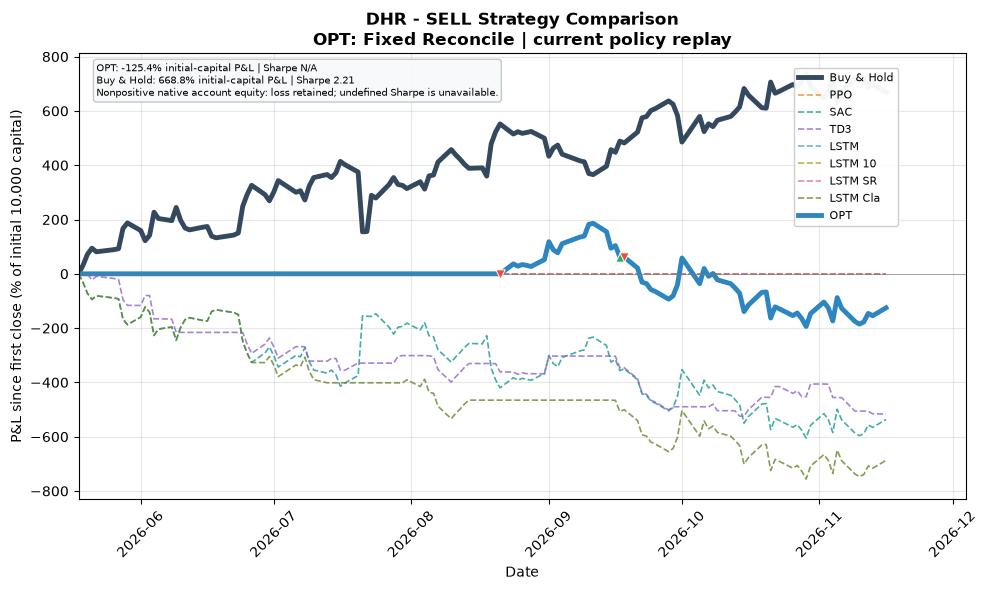 DHR - SELL Strategy Comparison
OPT: Fixed Reconcile | current policy replay
OPT: -125.4% initial-capital P&L | Sharpe N/A
Buy & Hold: 668.8% initial-capital P&L | Sharpe 2.21
Nonpositive native account equity: loss retained; undefined Sharpe is unavailable.
Buy & Hold
PPO
SAC
TD3
LSTM
LSTM 10
LSTM SR
LSTM Cla
OPT
P&L since first close (% of initial 10,000 capital)
800
600
400
200
0
−200
−400
−600
−800
2026-06
2026-07
2026-08
2026-09
2026-10
2026-11
2026-12
Date